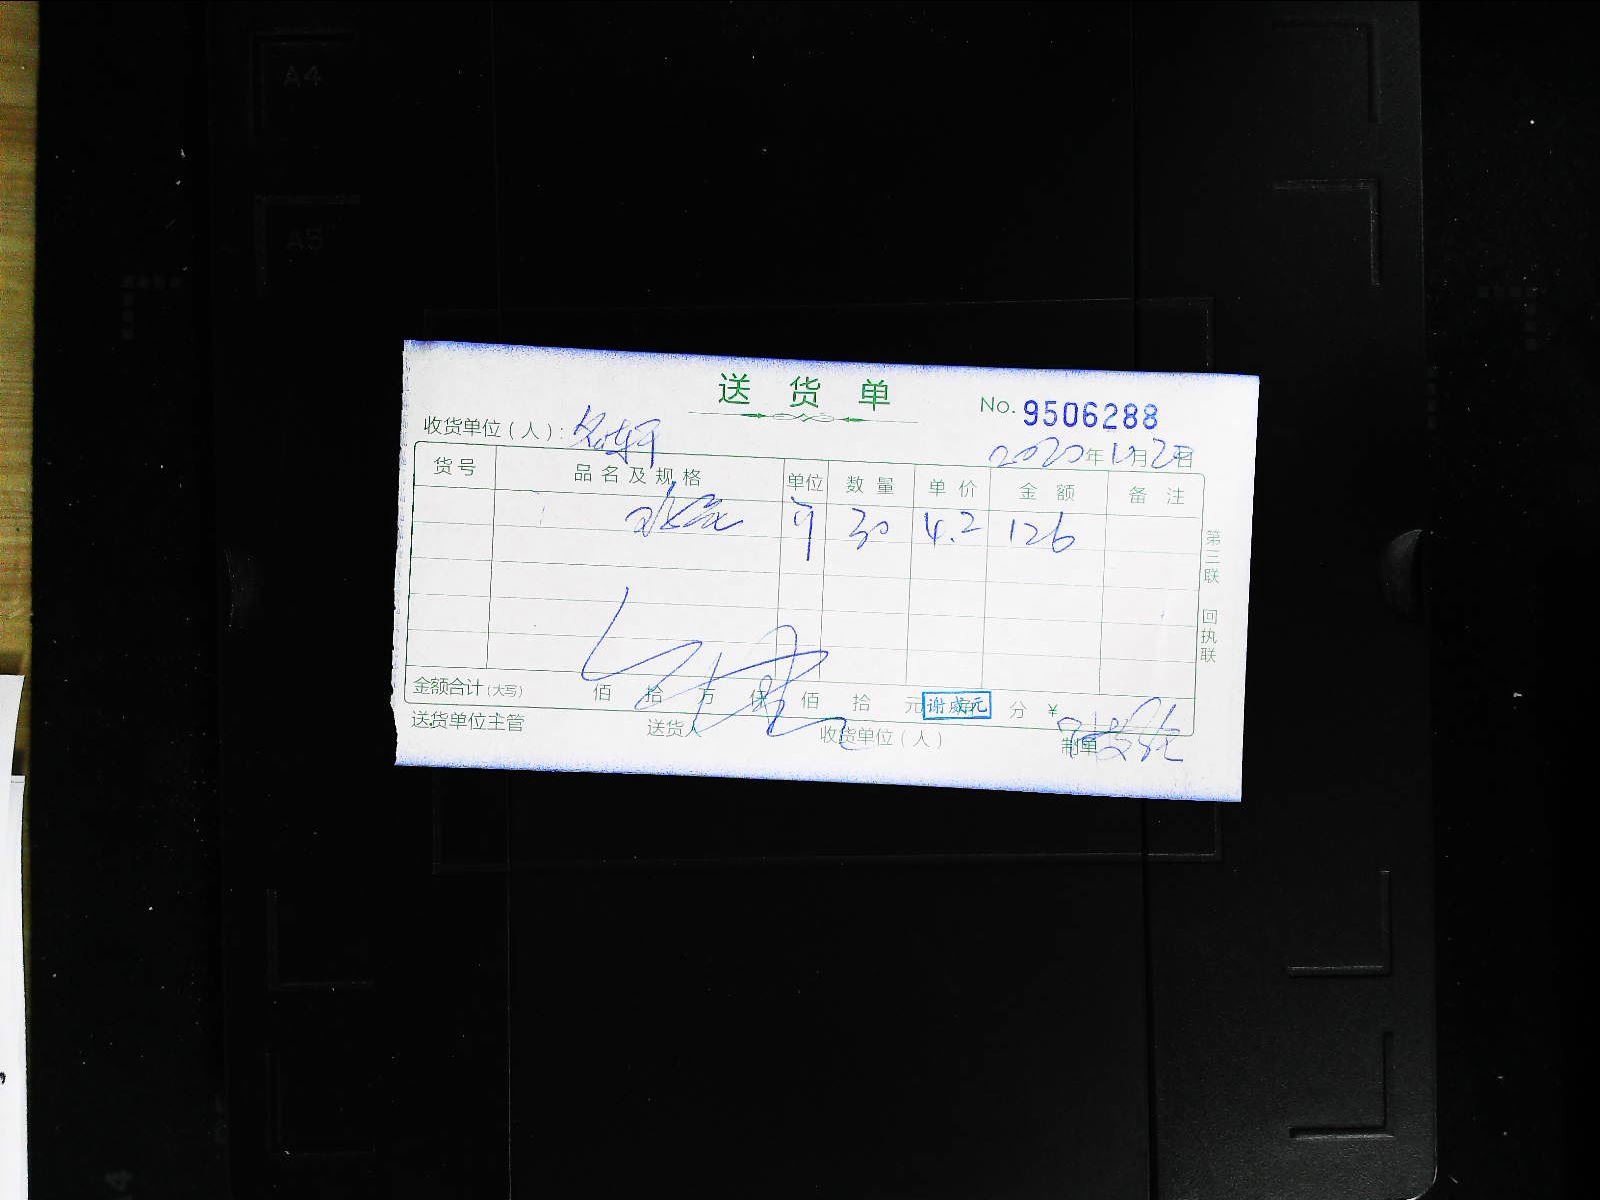 A4
A5
送货单
No. 9506288
收货单位（人）：名轩
2020年12月2日
货号 品名及规格 单位 数量 单价 金额 备注
30 4.2 126
第三联 回执联
金额合计（大写） 佰 拾 万 仟 佰 拾 元 分 ¥
谢成元
送货单位主管 送货人 收货单位（人） 制单